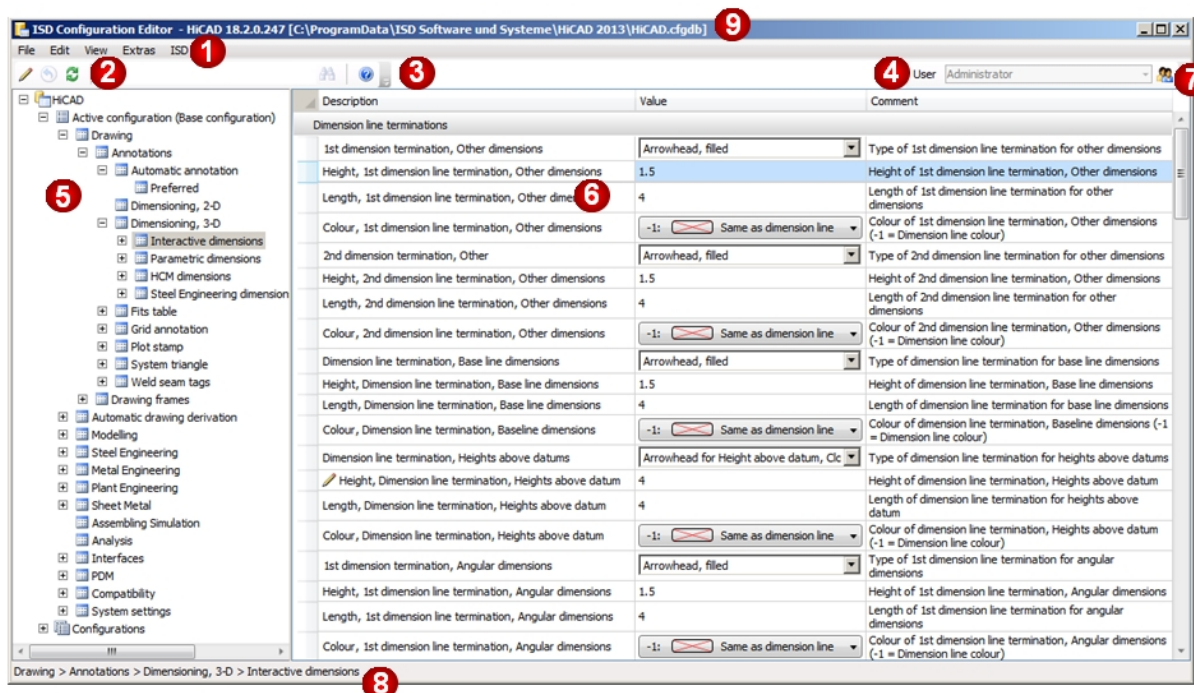 ISD Configuration Editor - HiCAD 18.2.0.247 [C:\ProgramData\ISD Software und Systeme\HiCAD 2013\HiCAD.cfgdb] 9
File Edit View Extras ISD 1
2 3 4 User Administrator 7
HiCAD
Active configuration (Base configuration)
Drawing
Annotations
Automatic annotation
Preferred
5
Dimensioning, 2-D
Dimensioning, 3-D
Interactive dimensions
Parametric dimensions
HCM dimensions
Steel Engineering dimension
Fits table
Grid annotation
Plot stamp
System triangle
Weld seam tags
Drawing frames
Automatic drawing derivation
Modelling
Steel Engineering
Metal Engineering
Plant Engineering
Sheet Metal
Assembling Simulation
Analysis
Interfaces
PDM
Compatibility
System settings
Configurations
Description Value Comment
Dimension line terminations
1st dimension termination, Other dimensions Arrowhead, filled Type of 1st dimension line termination for other dimensions
Height, 1st dimension line termination, Other dimensions 1.5 Height of 1st dimension line termination, Other dimensions
Length, 1st dimension line termination, Other dime 6 4 Length of 1st dimension line termination for other
dimensions
Colour, 1st dimension line termination, Other dimensions -1: Same as dimension line Colour of 1st dimension line termination, Other dimensions
(-1 = Dimension line colour)
2nd dimension termination, Other Arrowhead, filled Type of 2nd dimension line termination for other dimensions
Height, 2nd dimension line termination, Other dimensions 1.5 Height of 2nd dimension line termination, Other dimensions
Length, 2nd dimension line termination, Other dimensions 4 Length of 2nd dimension line termination for other
dimensions
Colour, 2nd dimension line termination, Other dimensions -1: Same as dimension line Colour of 2nd dimension line termination, Other dimensions
(-1 = Dimension line colour)
Dimension line termination, Base line dimensions Arrowhead, filled Type of dimension line termination for base line dimensions
Height, Dimension line termination, Base line dimensions 1.5 Height of dimension line termination, Base line dimensions
Length, Dimension line termination, Base line dimensions 4 Length of dimension line termination for base line dimensions
Colour, Dimension line termination, Baseline dimensions -1: Same as dimension line Colour of dimension line termination, Baseline dimensions (-1
= Dimension line colour)
Dimension line termination, Heights above datums Arrowhead for Height above datum, Clc Type of dimension line termination for heights above datums
Height, Dimension line termination, Heights above datum 4 Height of dimension line termination, Heights above datum
Length, Dimension line termination, Heights above datum 4 Length of dimension line termination for heights above
datum
Colour, Dimension line termination, Heights above datum -1: Same as dimension line Colour of dimension line termination, Heights above datum
(-1 = Dimension line colour)
1st dimension line termination, Angular dimensions Arrowhead, filled Type of 1st dimension line termination for angular
dimensions
Height, 1st dimension line termination, Angular dimensions 1.5 Height of 1st dimension line termination, Angular dimensions
Length, 1st dimension line termination, Angular dimensions 4 Length of 1st dimension line termination for angular
dimensions
Colour, 1st dimension line termination, Angular dimensions -1: Same as dimension line Colour of 1st dimension line termination, Angular dimensions
(-1 = Dimension line colour)
Drawing > Annotations > Dimensioning, 3-D > Interactive dimensions 8